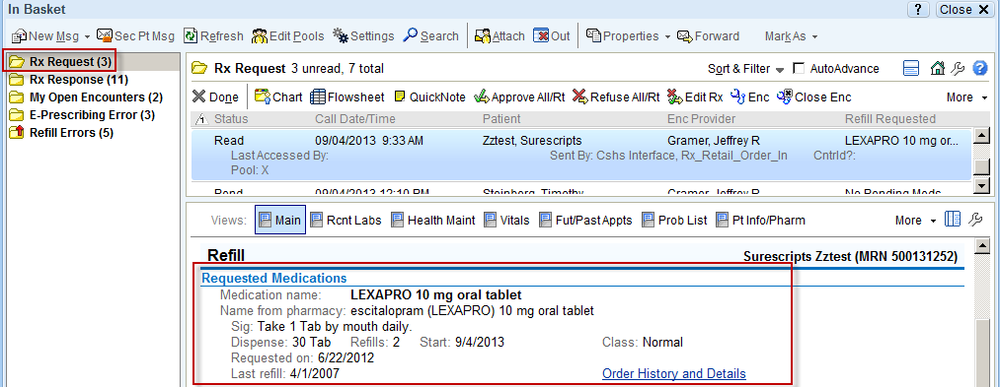 In Basket ? Close X
New Msg Sec Pt Msg Refresh Edit Pools Settings Search Attach Out Properties Forward Mark As
Rx Request (3)
Rx Response (11)
My Open Encounters (2)
E-Prescribing Error (3)
Refill Errors (5)
Rx Request 3 unread, 7 total Sort & Filter AutoAdvance ?
Done Chart Flowsheet QuickNote Approve All/Rt Refuse All/Rt Edit Rx Enc Close Enc More
Status Call Date/Time Patient Enc Provider Refill Requested
Read 09/04/2013 9:33 AM Zztest, Surescripts Gramer, Jeffrey R LEXAPRO 10 mg or...
Last Accessed By: Sent By: Cshs Interface, Rx_Retail_Order_In CntrId?:
Pool: X
Read 09/04/2013 12:10 PM Steinberg, Timothy Gramer, Jeffrey R No Pending Meds
Views: Main Rcnt Labs Health Maint Vitals Fut/Past Appts Prob List Pt Info/Pharm More
Refill Surescripts Zztest (MRN 500131252)
Requested Medications
Medication name: LEXAPRO 10 mg oral tablet
Name from pharmacy: escitalopram (LEXAPRO) 10 mg oral tablet
Sig: Take 1 Tab by mouth daily.
Dispense: 30 Tab Refills: 2 Start: 9/4/2013 Class: Normal
Requested on: 6/22/2012
Last refill: 4/1/2007 Order History and Details